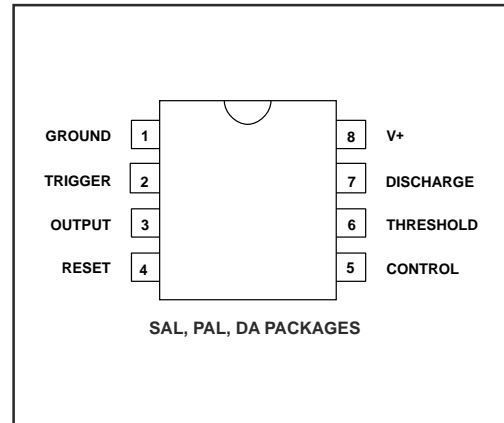 GROUND 1 8 V+
TRIGGER 2 7 DISCHARGE
OUTPUT 3 6 THRESHOLD
RESET 4 5 CONTROL
SAL, PAL, DA PACKAGES